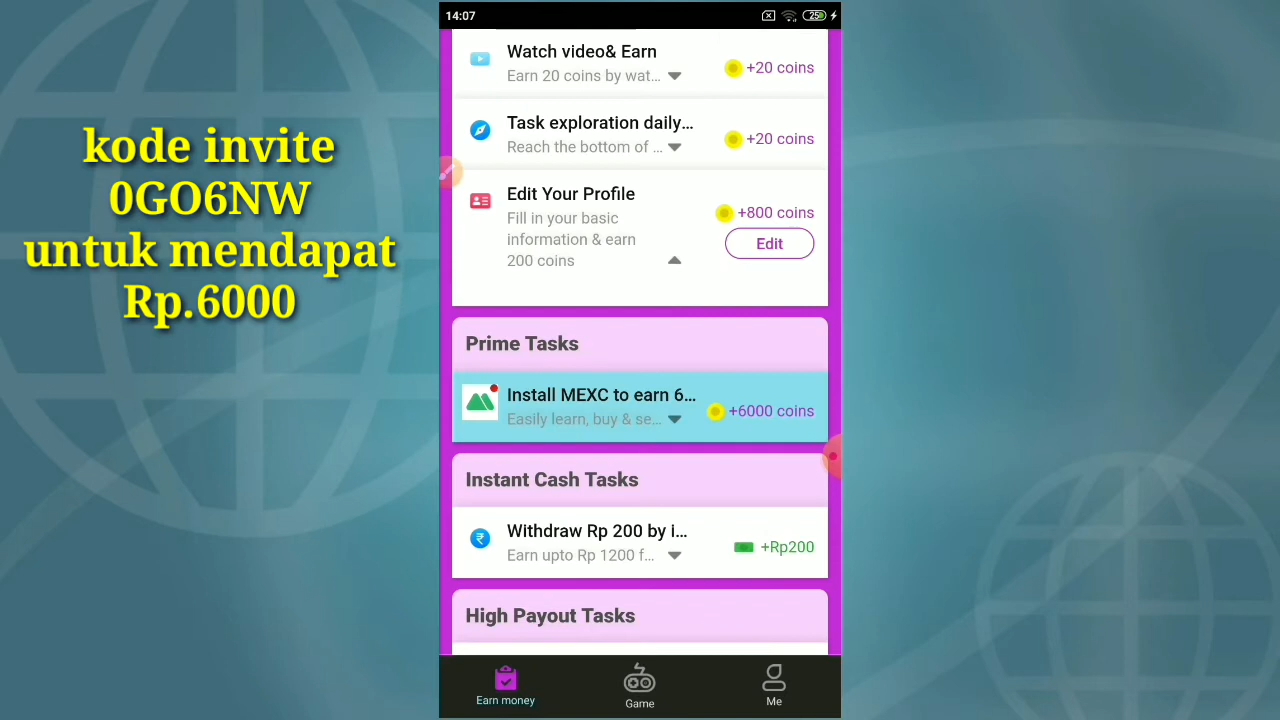 14:07
25
kode invite
0GO6NW
untuk mendapat
Rp.6000
Watch video& Earn
Earn 20 coins by wat...
+20 coins
Task exploration daily...
Reach the bottom of ...
+20 coins
Edit Your Profile
Fill in your basic
information & earn
200 coins
+800 coins
Edit
Prime Tasks
Install MEXC to earn 6...
Easily learn, buy & se...
+6000 coins
Instant Cash Tasks
Withdraw Rp 200 by i...
Earn upto Rp 1200 f...
+Rp200
High Payout Tasks
Earn money
Game
Me